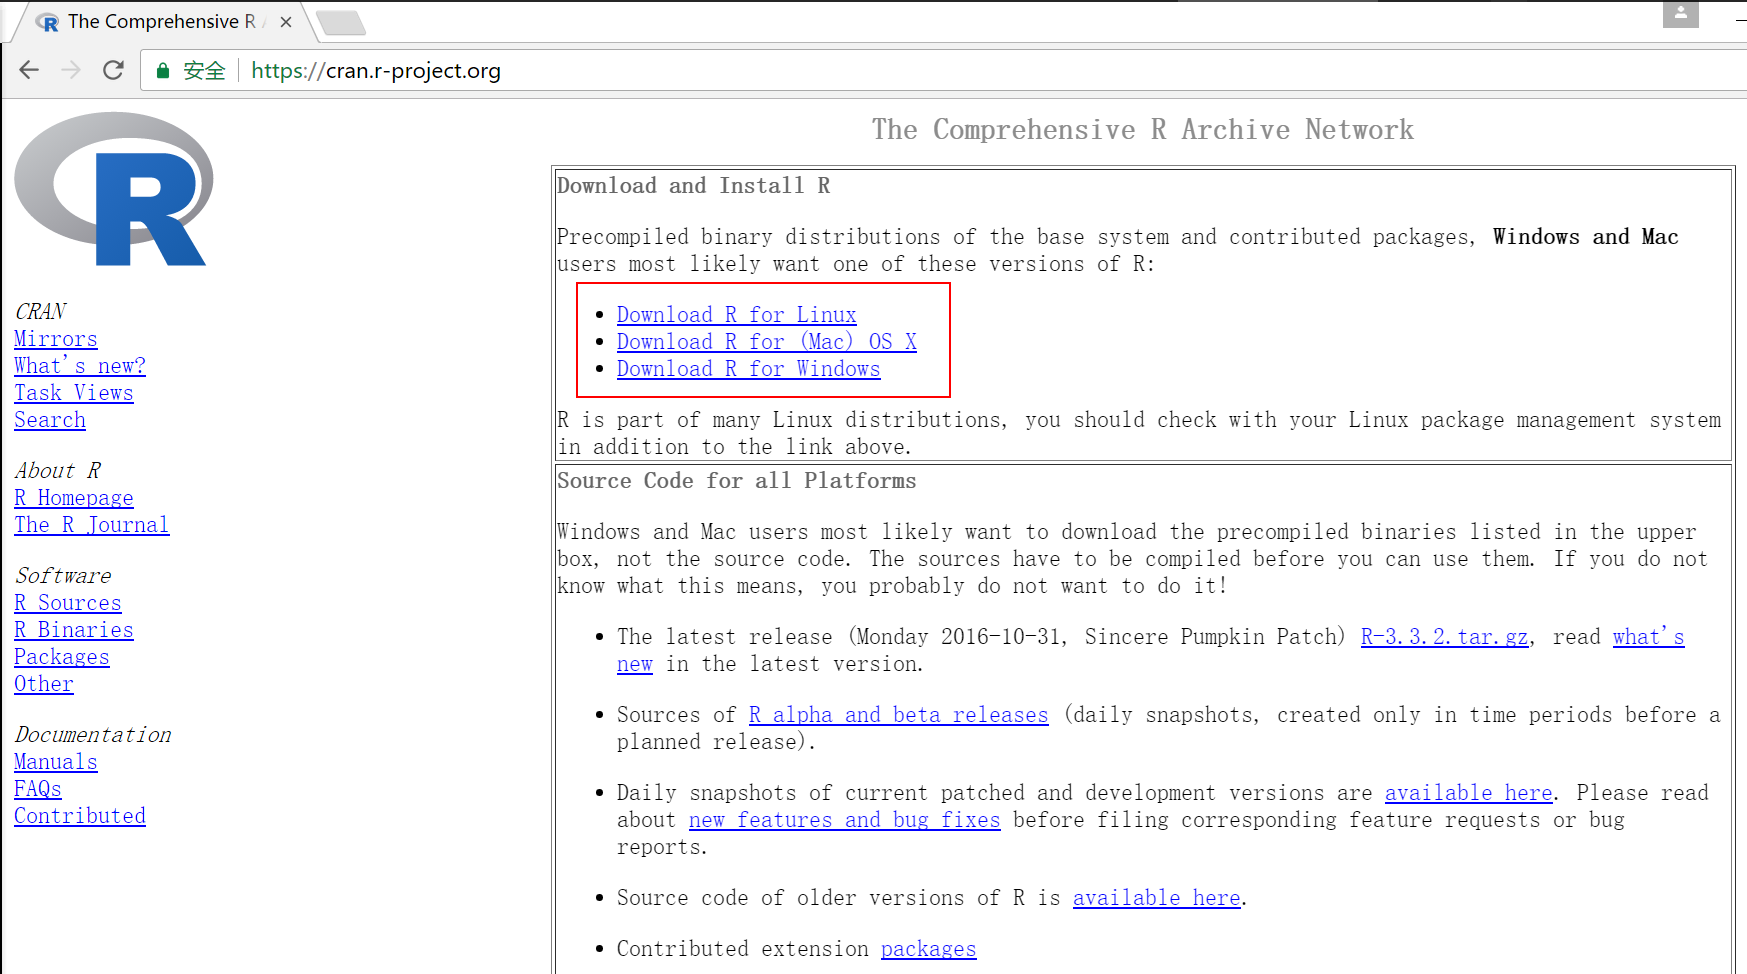 The Comprehensive R A
安全 https://cran.r-project.org
R
CRAN
Mirrors
What's new?
Task Views
Search
About R
R Homepage
The R Journal
Software
R Sources
R Binaries
Packages
Other
Documentation
Manuals
FAQs
Contributed
The Comprehensive R Archive Network
Download and Install R
Precompiled binary distributions of the base system and contributed packages, Windows and Mac
users most likely want one of these versions of R:
Download R for Linux
Download R for (Mac) OS X
Download R for Windows
R is part of many Linux distributions, you should check with your Linux package management system
in addition to the link above.
Source Code for all Platforms
Windows and Mac users most likely want to download the precompiled binaries listed in the upper
box, not the source code. The sources have to be compiled before you can use them. If you do not
know what this means, you probably do not want to do it!
The latest release (Monday 2016-10-31, Sincere Pumpkin Patch) R-3.3.2.tar.gz, read what's
new in the latest version.
Sources of R alpha and beta releases (daily snapshots, created only in time periods before a
planned release).
Daily snapshots of current patched and development versions are available here. Please read
about new features and bug fixes before filing corresponding feature requests or bug
reports.
Source code of older versions of R is available here.
Contributed extension packages